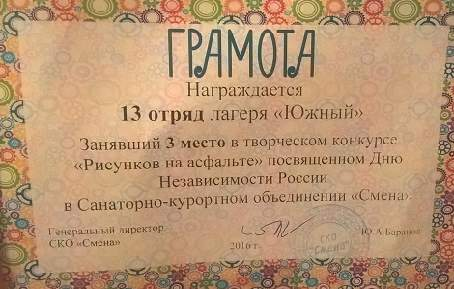 ГРАМОТА
Награждается
13 отряд лагеря «Южный»
Занявший 3 место в творческом конкурсе
«Рисунков на асфальте» посвященном Дню
Независимости России
в Санаторно-курортном объединении «Смена»
Генеральный директор
СКО «Смена»
2016 г
СКО
"Смена"
Ю.А Баранов